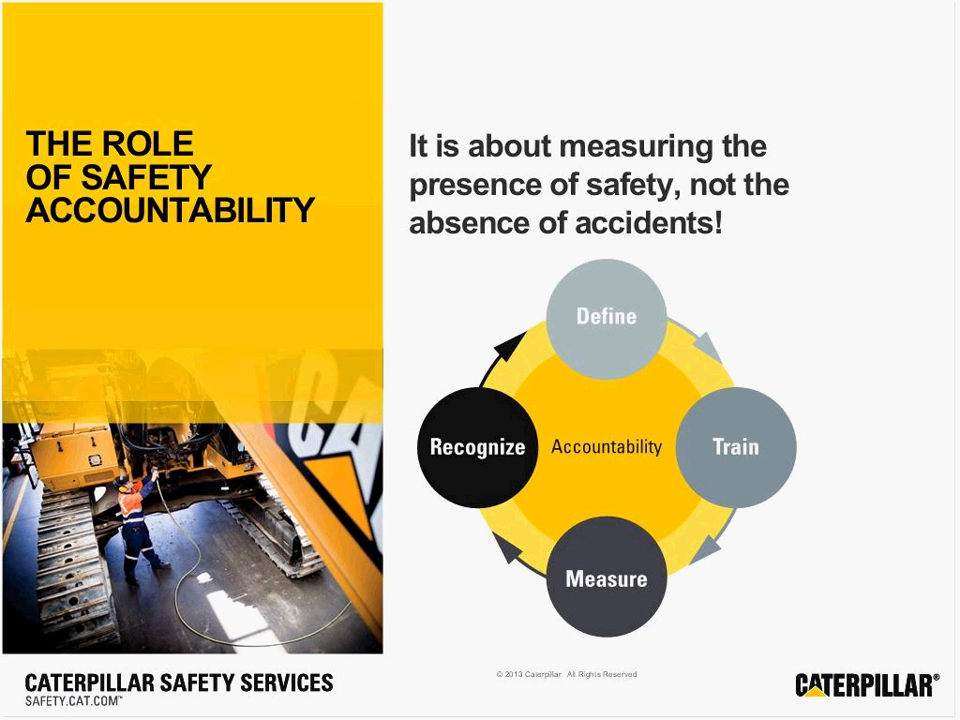 THE ROLE
OF SAFETY
ACCOUNTABILITY
It is about measuring the
presence of safety, not the
absence of accidents!
Define
Recognize
Accountability
Train
Measure
CA
CATERPILLAR SAFETY SERVICES
SAFETY.CAT.COM™
© 2013 Caterpillar All Rights Reserved
CATERPILLAR®